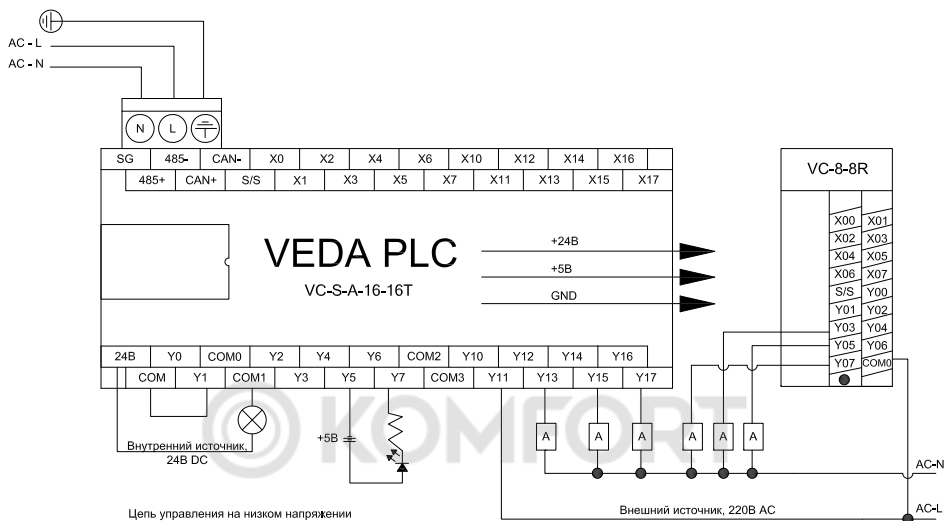 AC - L
AC - N
N L
SG 485- CAN- X0 X2 X4 X6 X10 X12 X14 X16
485+ CAN+ S/S X1 X3 X5 X7 X11 X13 X15 X17
VEDA PLC
VC-S-A-16-16T
+24В
+5В
GND
24В Y0 COM0 Y2 Y4 Y6 COM2 Y10 Y12 Y14 Y16
COM Y1 COM1 Y3 Y5 Y7 COM3 Y11 Y13 Y15 Y17
VC-8-8R
X00 X01
X02 X03
X04 X05
X06 X07
S/S Y00
Y01 Y02
Y03 Y04
Y05 Y06
Y07 COM0
KOMFORT
+5В
A A A A A A
Внутренний источник,
24В DC
AC-N
Внешний источник, 220В AC
AC-L
Цепь управления на низком напряжении